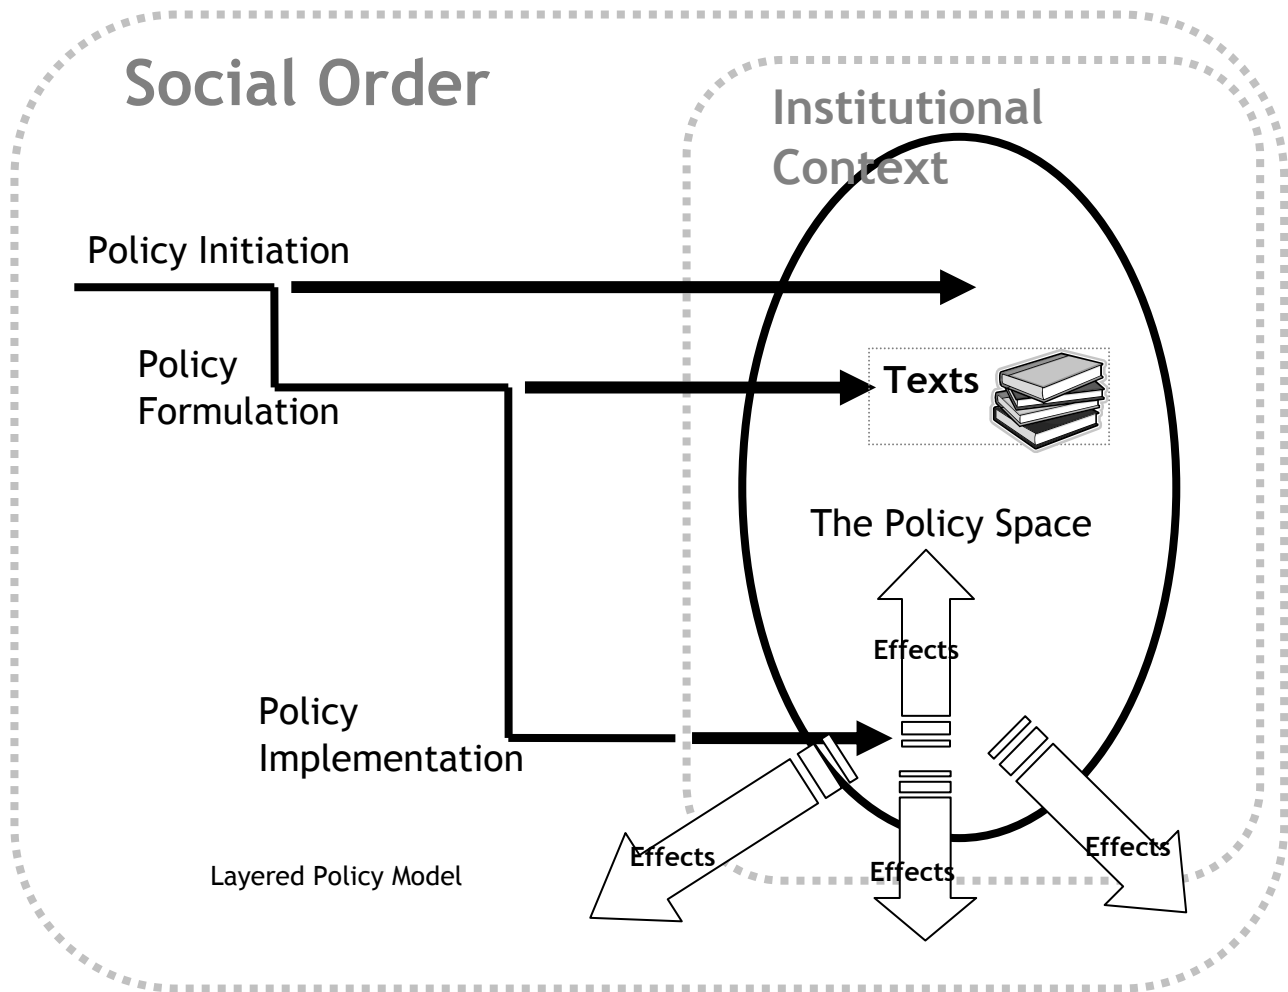 Social Order
Institutional
Context
Policy Initiation
Policy
Formulation
Texts
The Policy Space
Effects
Policy
Implementation
Effects
Effects
Effects
Layered Policy Model